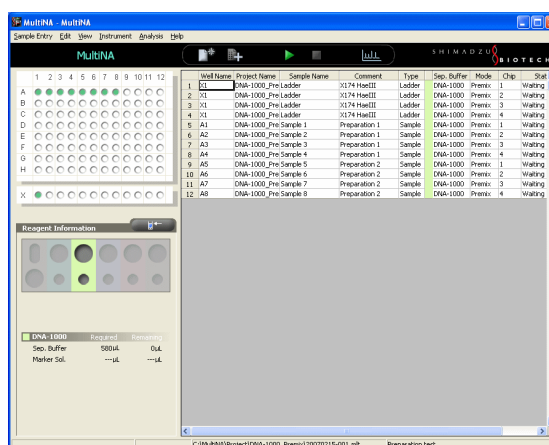 MultiNA - MultiNA
Sample Entry Edit View Instrument Analysis Help
MultiNA
SHIMADZU BIOTECH
1 2 3 4 5 6 7 8 9 10 11 12
A
B
C
D
E
F
G
H
X
Well Name Project Name Sample Name Comment Type Sep. Buffer Mode Chip Stat
1 X1 DNA-1000_Pre Ladder X174 HaeIII Ladder DNA-1000 Premix 1 Waiting
2 X1 DNA-1000_Pre Ladder X174 HaeIII Ladder DNA-1000 Premix 2 Waiting
3 X1 DNA-1000_Pre Ladder X174 HaeIII Ladder DNA-1000 Premix 3 Waiting
4 X1 DNA-1000_Pre Ladder X174 HaeIII Ladder DNA-1000 Premix 4 Waiting
5 A1 DNA-1000_Pre Sample 1 Preparation 1 Sample DNA-1000 Premix 1 Waiting
6 A2 DNA-1000_Pre Sample 2 Preparation 1 Sample DNA-1000 Premix 2 Waiting
7 A3 DNA-1000_Pre Sample 3 Preparation 1 Sample DNA-1000 Premix 3 Waiting
8 A4 DNA-1000_Pre Sample 4 Preparation 1 Sample DNA-1000 Premix 4 Waiting
9 A5 DNA-1000_Pre Sample 5 Preparation 2 Sample DNA-1000 Premix 1 Waiting
10 A6 DNA-1000_Pre Sample 6 Preparation 2 Sample DNA-1000 Premix 2 Waiting
11 A7 DNA-1000_Pre Sample 7 Preparation 2 Sample DNA-1000 Premix 3 Waiting
12 A8 DNA-1000_Pre Sample 8 Preparation 2 Sample DNA-1000 Premix 4 Waiting
Reagent Information
DNA-1000 Required Remaining
Sep. Buffer 580µL 0µL
Marker Sol. ---µL ---µL
C:\MultiNA\Project\DNA-1000_Premix\20070215-001.mlt Preparation test